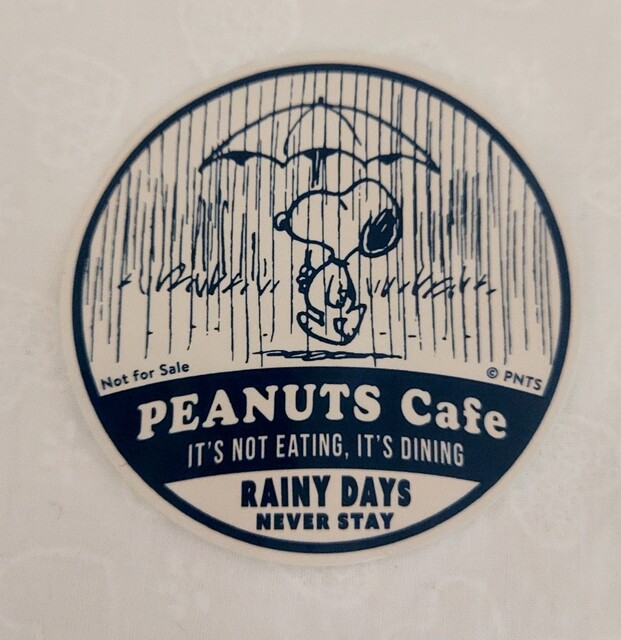 Not for Sale
© PNTS
PEANUTS Cafe
IT'S NOT EATING, IT'S DINING
RAINY DAYS
NEVER STAY